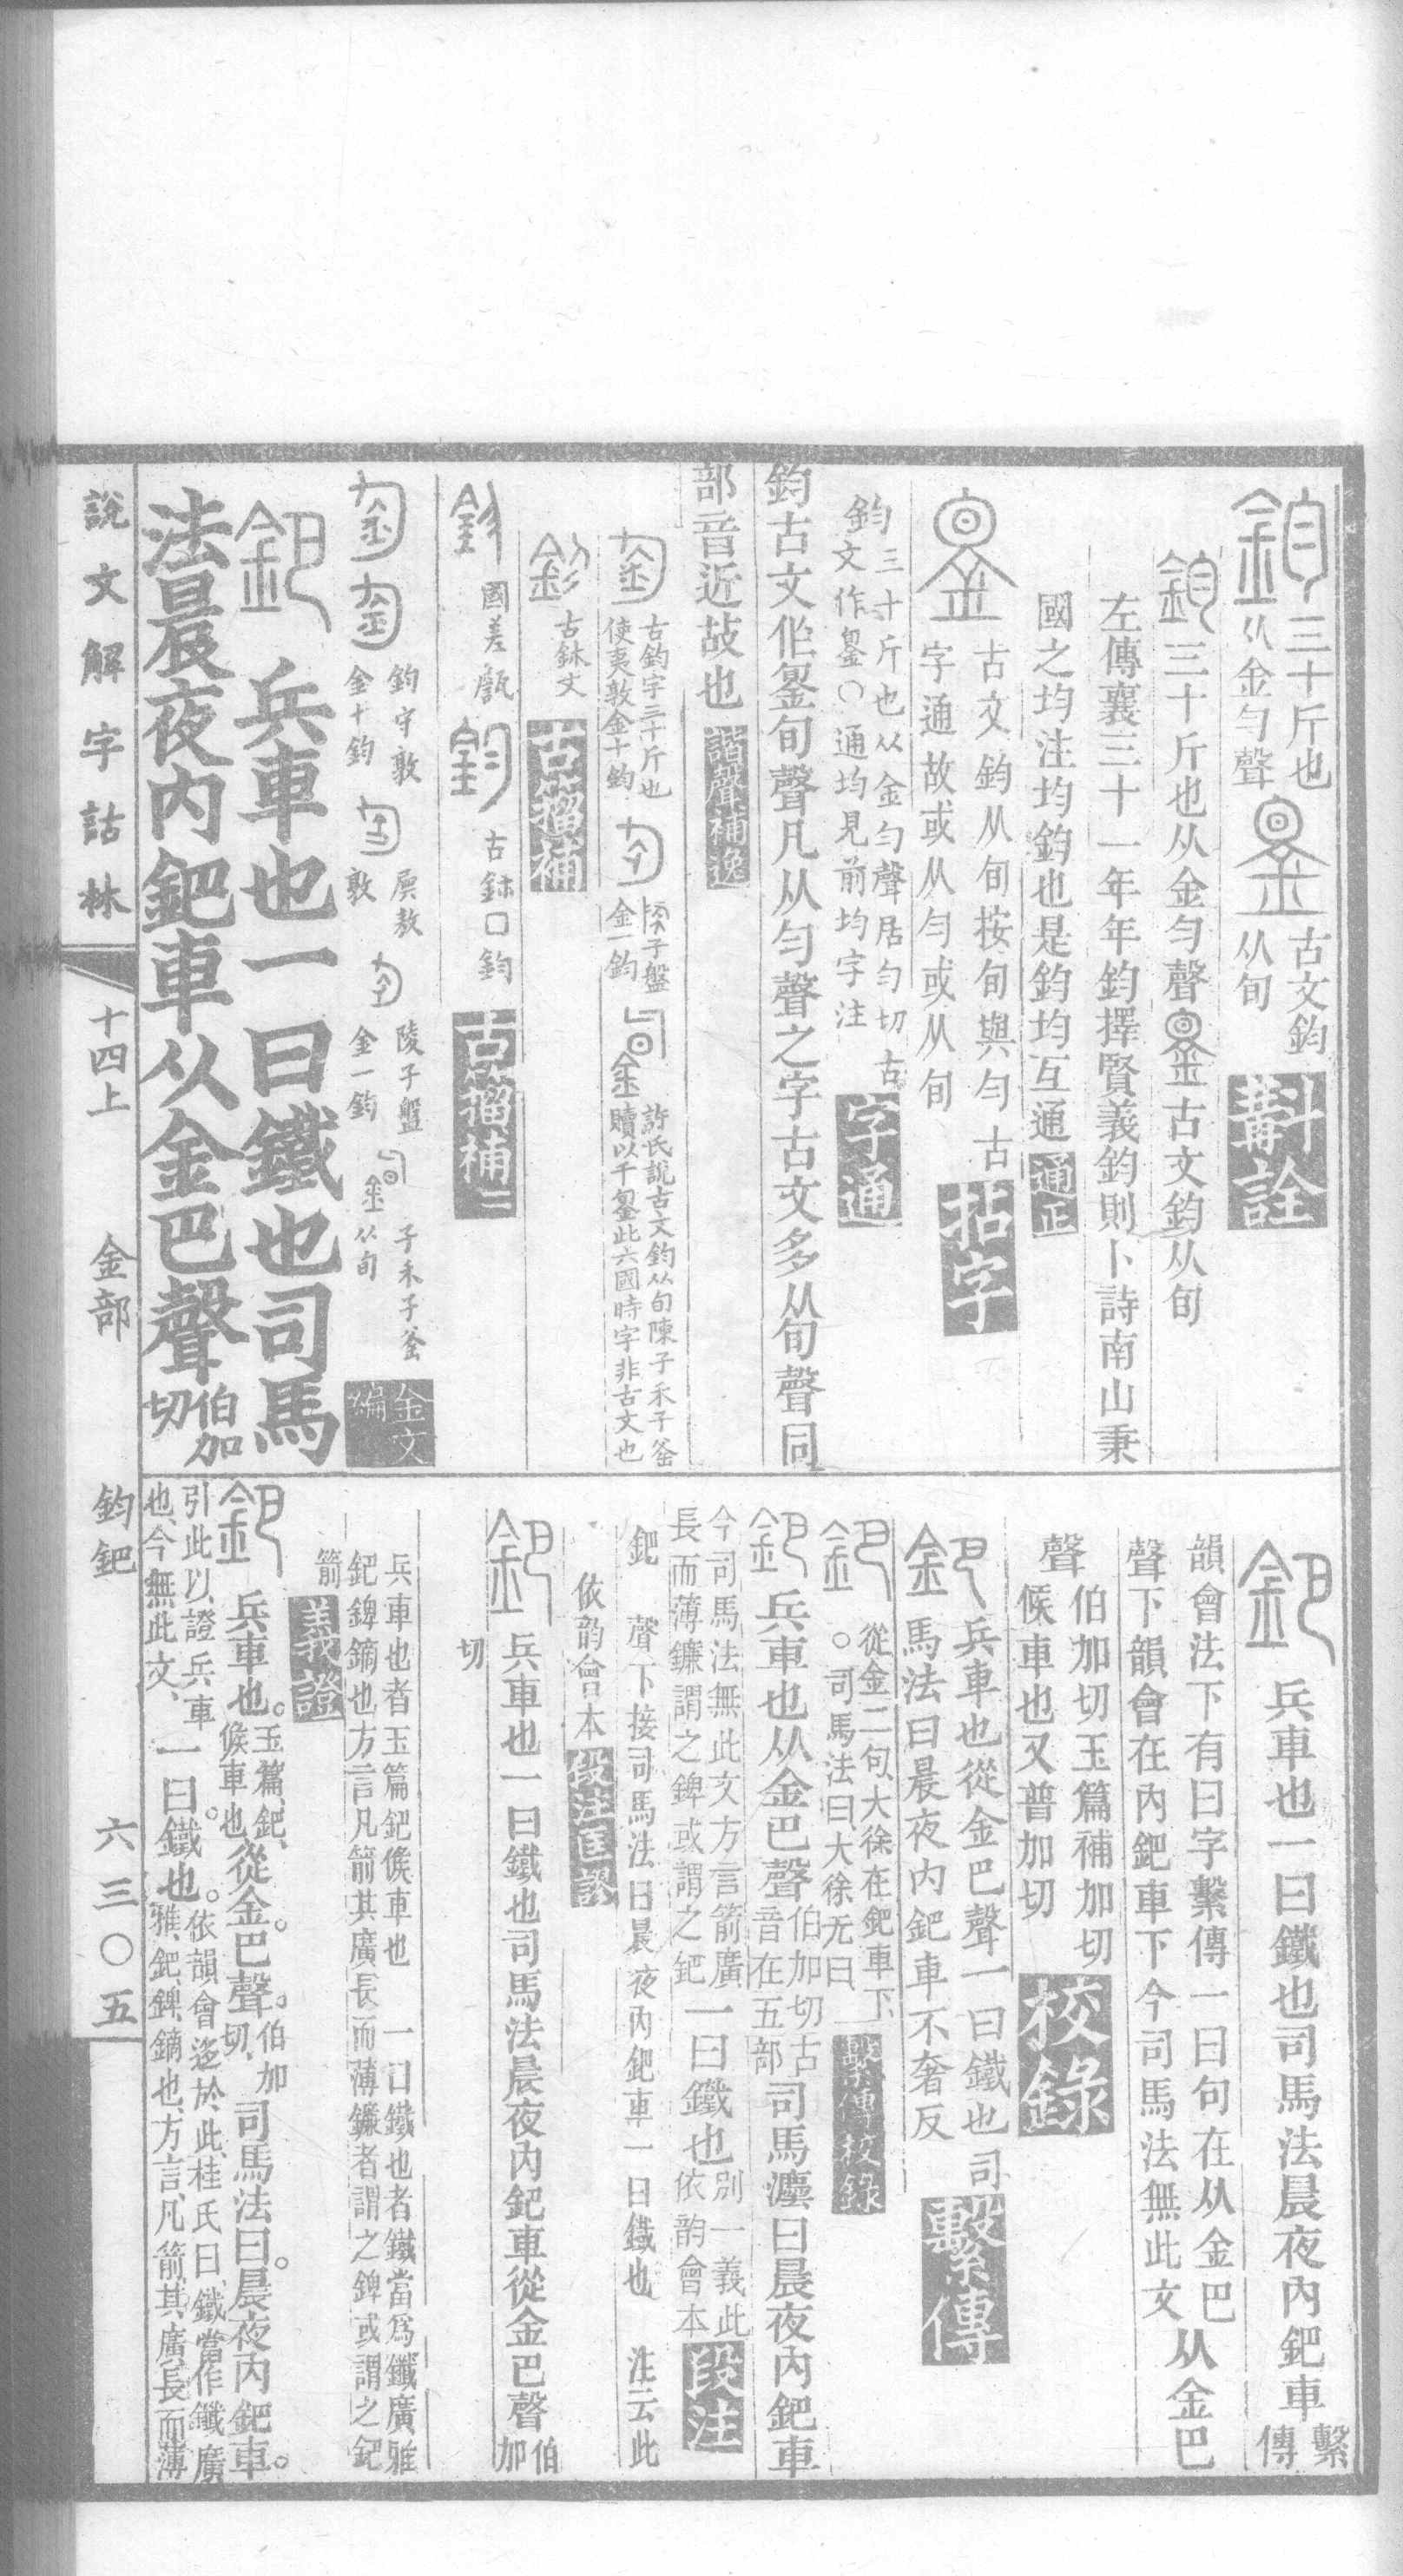 三十斤也从金勻聲 古文鈞从旬 斠詮
鈞三十斤也从金勻聲 古文鈞从旬
左傳襄三十一年年鈞擇賢義鈞則卜詩南山秉
國之均注均鈞也是鈞均互通 通正
古文鈞从旬按旬與勻古字通故或从勻或从旬 拈字
鈞三十斤也从金勻聲居勻切古鈞文作銞○通均見前均字注 字通
鈞古文作銞旬聲凡从勻聲之字古文多从旬聲同
部音近故也 諧聲補逸
古鈞字三十斤也 使夷敦金十鈞 子盤金一鈞 許氏說古文鈞从旬陳子禾子釜贖以千銞此六國時字非古文也
古鉨文 古籀補
國差 古鉨口鈞 古籀補二
鈞守敦 金十鈞 敖敦 陵子盤 金一鈞 子禾子釜 从旬 金文編
兵車也一曰鐵也司馬
法晨夜內鈀車从金巴聲 伯加切
兵車也一曰鐵也司馬法晨夜內鈀車 繫傳
韻會法下有曰字繫傳一曰句在从金巴聲下韻會在內鈀車下今司馬法無此文 从金巴
聲 伯加切玉篇補加切候車也又普加切 校錄
兵車也從金巴聲一曰鐵也司馬法曰晨夜內鈀車不奢反 繫傳
從金二句大徐在鈀車下○司馬法曰大徐无曰 繫傳校錄
兵車也从金巴聲 伯加切古音在五部 司馬灋曰晨夜內鈀車
今司馬法無此文方言箭廣長而薄鐮謂之錍或謂之鈀 一曰鐵也 別一義此依韵會本 段注
鈀 聲下接司馬法曰晨夜內鈀車一曰鐵也 注云此
依韵會本 段注匡謬
兵車也一曰鐵也司馬法晨夜內鈀車從金巴聲 伯加
切
兵車也者玉篇鈀候車也 一曰鐵也者鐵當爲鑯廣雅
鈀錍鏑也方言凡箭其廣長而薄鐮者謂之錍或謂之鈀
箭 義證
兵車也。玉篇、鈀、候車也、從金。巴聲。伯加切、司馬法曰。晨夜內鈀車。
引此以證兵車也、今無此文、一曰。鐵也。依韻會迻於此、桂氏曰、鐵當作鑯、廣雅、鈀、錍、鏑也、方言、凡箭、其廣長而薄
說文解字詁林 十四上 金部 鈞鈀 六三〇五